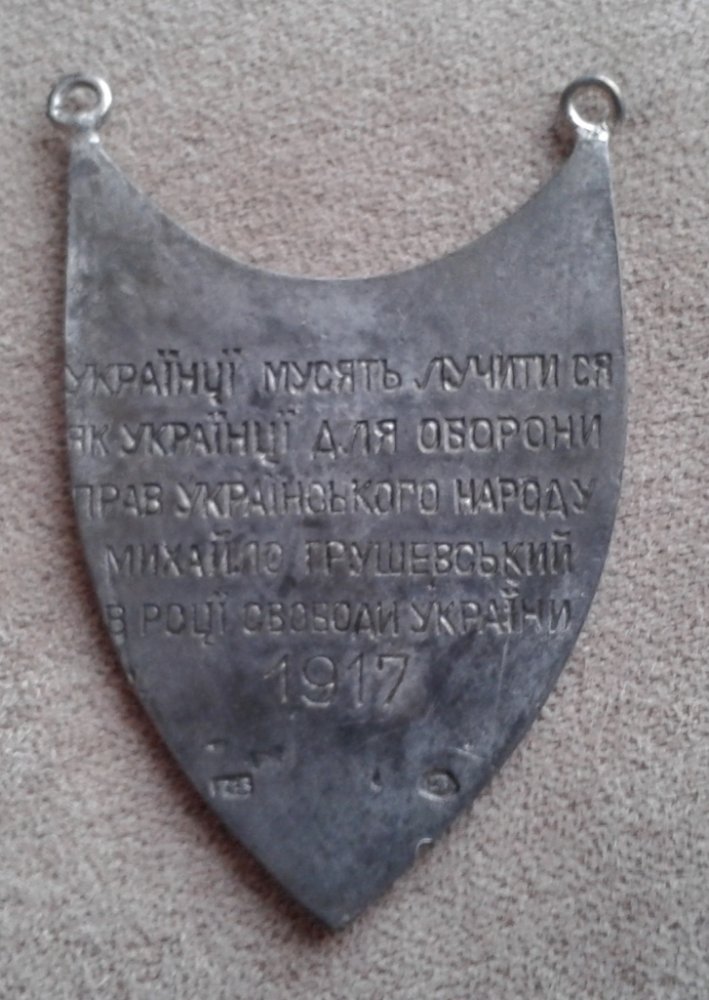 УКРАЇНЦЇ МУСЯТЬ ЛУЧИТИ СЯ
ЯК УКРАЇНЦЇ ДЛЯ ОБОРОНИ
ПРАВ УКРАЇНСЬКОГО НАРОДУ
МИХАЙЛО ГРУШЕВСЬКИЙ
В РОЦЇ СВОБОДИ УКРАЇНИ
1917